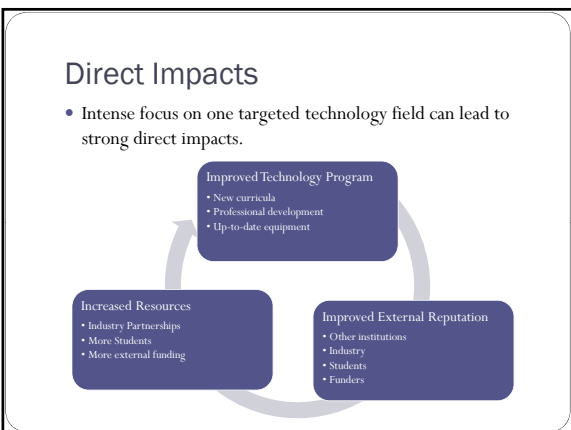 Direct Impacts
• Intense focus on one targeted technology field can lead to
strong direct impacts.
Improved Technology Program
• New curricula
• Professional development
• Up-to-date equipment
Improved External Reputation
• Other institutions
• Industry
• Students
• Funders
Increased Resources
• Industry Partnerships
• More Students
• More external funding